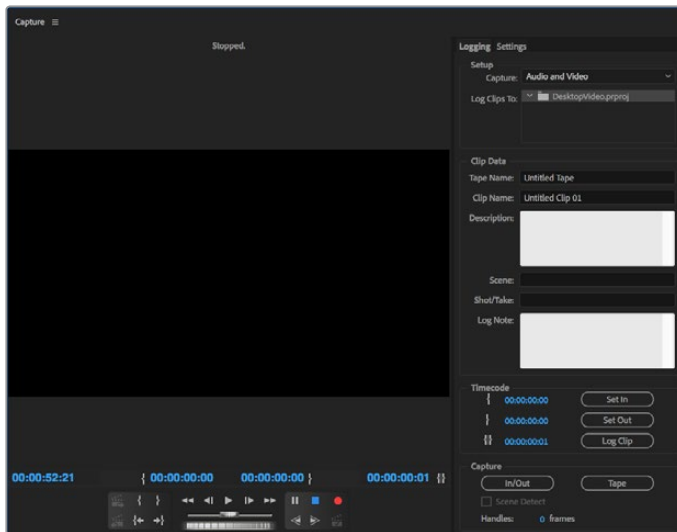 Capture
Stopped.
Logging Settings
Setup
Capture: Audio and Video
Log Clips To: DesktopVideo.prproj
Clip Data
Tape Name: Untitled Tape
Clip Name: Untitled Clip 01
Description:
Scene:
Shot/Take:
Log Note:
Timecode
{ 00:00:00:00 Set In
} 00:00:00:00 Set Out
{} 00:00:00:01 Log Clip
00:00:52:21 { 00:00:00:00 00:00:00:00 } 00:00:00:01 {}
Capture
In/Out Tape
Scene Detect
Handles: 0 frames